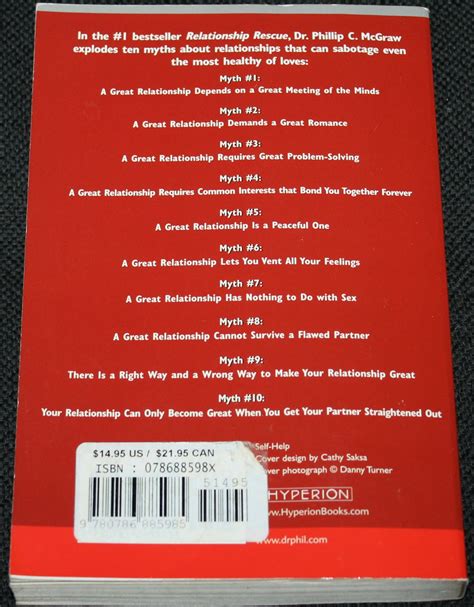 In the #1 bestseller Relationship Rescue, Dr. Phillip C. McGraw
explodes ten myths about relationships that can sabotage even
the most healthy of loves:
Myth #1:
A Great Relationship Depends on a Great Meeting of the Minds
Myth #2:
A Great Relationship Demands a Great Romance
Myth #3:
A Great Relationship Requires Great Problem-Solving
Myth #4:
A Great Relationship Requires Common Interests that Bond You Together Forever
Myth #5:
A Great Relationship Is a Peaceful One
Myth #6:
A Great Relationship Lets You Vent All Your Feelings
Myth #7:
A Great Relationship Has Nothing to Do with Sex
Myth #8:
A Great Relationship Cannot Survive a Flawed Partner
Myth #9:
There Is a Right Way and a Wrong Way to Make Your Relationship Great
Myth #10:
Your Relationship Can Only Become Great When You Get Your Partner Straightened Out
$14.95 US / $21.95 CAN
ISBN : 078688598X
51495
9 780786 885985
Self-Help
Cover design by Cathy Saksa
Cover photograph © Danny Turner
HYPERION
www.HyperionBooks.com
www.drphil.com